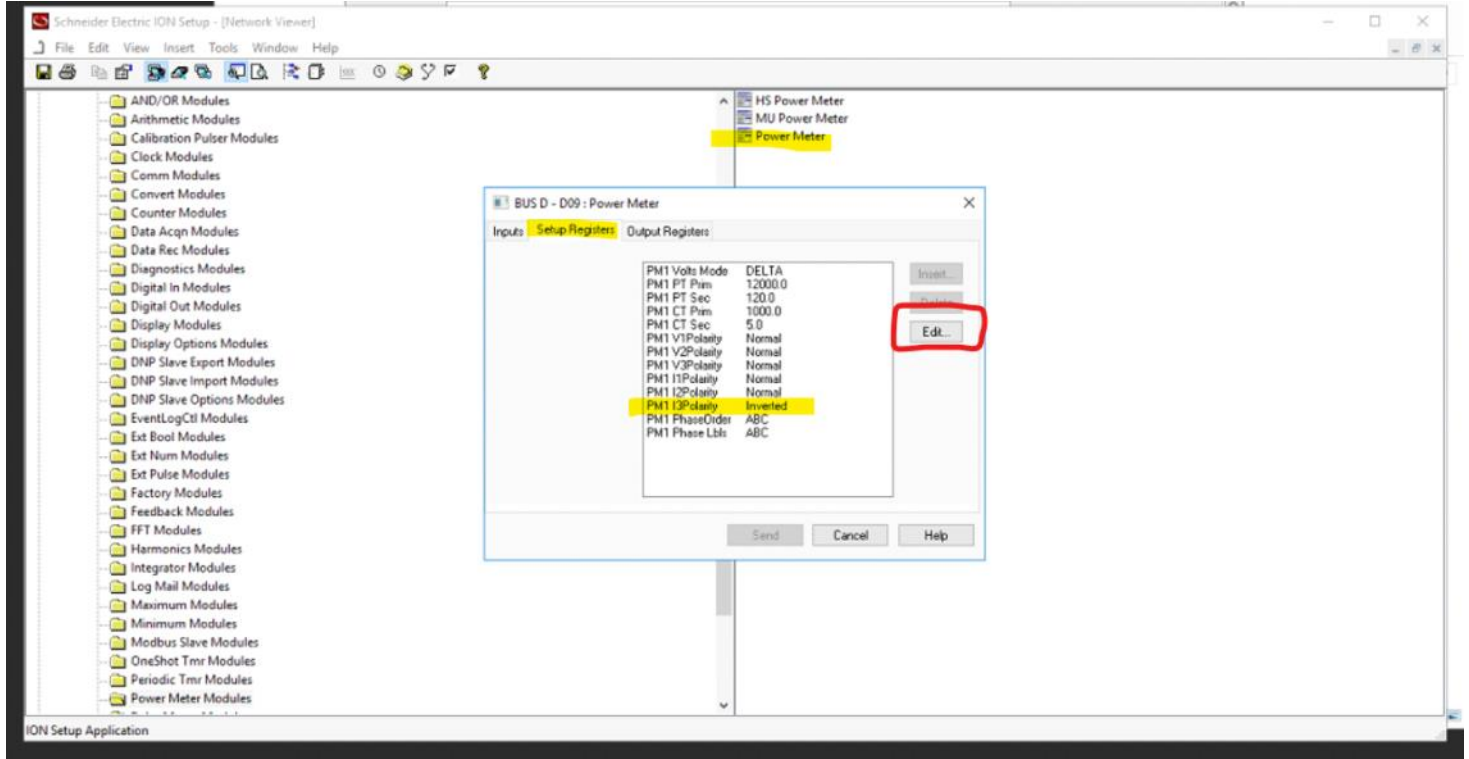 Schneider Electric ION Setup - [Network Viewer]
File Edit View Insert Tools Window Help
AND/OR Modules
Arithmetic Modules
Calibration Pulser Modules
Clock Modules
Comm Modules
Convert Modules
Counter Modules
Data Acqn Modules
Data Rec Modules
Diagnostics Modules
Digital In Modules
Digital Out Modules
Display Modules
Display Options Modules
DNP Slave Export Modules
DNP Slave Import Modules
DNP Slave Options Modules
EventLogCtl Modules
Ext Bool Modules
Ext Num Modules
Ext Pulse Modules
Factory Modules
Feedback Modules
FFT Modules
Harmonics Modules
Integrator Modules
Log Mail Modules
Maximum Modules
Minimum Modules
Modbus Slave Modules
OneShot Tmr Modules
Periodic Tmr Modules
Power Meter Modules
HS Power Meter
MU Power Meter
Power Meter
BUS D - D09 : Power Meter
Inputs Setup Registers Output Registers
PM1 Volts Mode DELTA
PM1 PT Prim 12000.0
PM1 PT Sec 120.0
PM1 CT Prim 1000.0
PM1 CT Sec 5.0
PM1 V1Polarity Normal
PM1 V2Polarity Normal
PM1 V3Polarity Normal
PM1 I1Polarity Normal
PM1 I2Polarity Normal
PM1 I3Polarity Inverted
PM1 PhaseOrder ABC
PM1 Phase Lbls ABC
Insert...
Delete
Edit...
Send Cancel Help
ION Setup Application